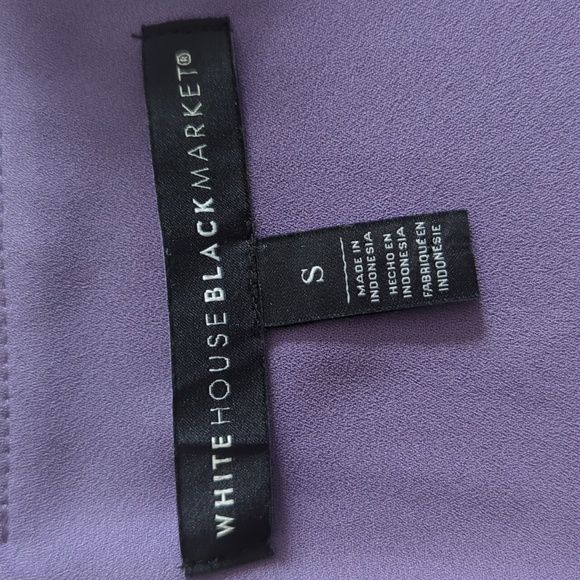 WHITEHOUSEBLACKMARKET®
S
MADE IN
INDONESIA
HECHO EN
INDONESIA
FABRIQUÉ EN
INDONÉSIE